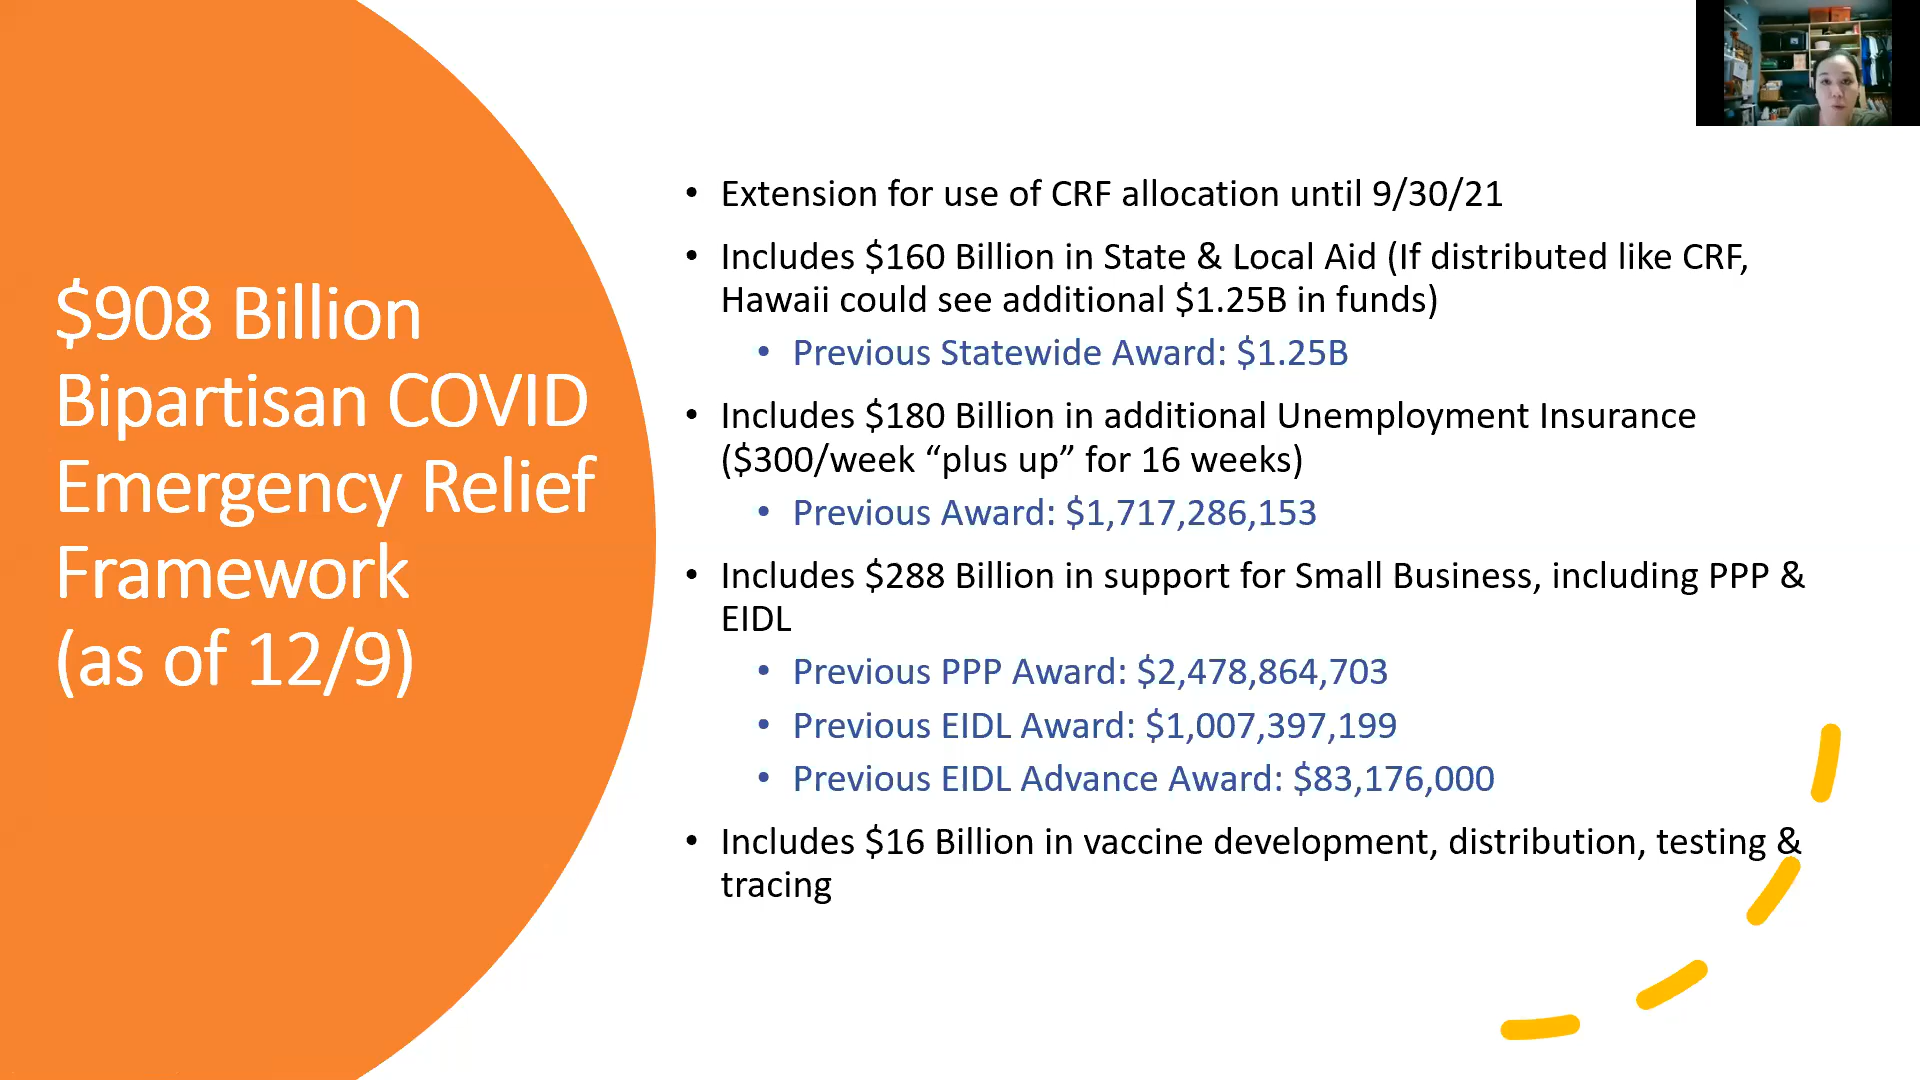 $908 Billion
Bipartisan COVID
Emergency Relief
Framework
(as of 12/9)
• Extension for use of CRF allocation until 9/30/21
• Includes $160 Billion in State & Local Aid (If distributed like CRF,
Hawaii could see additional $1.25B in funds)
• Previous Statewide Award: $1.25B
• Includes $180 Billion in additional Unemployment Insurance
($300/week “plus up” for 16 weeks)
• Previous Award: $1,717,286,153
• Includes $288 Billion in support for Small Business, including PPP &
EIDL
• Previous PPP Award: $2,478,864,703
• Previous EIDL Award: $1,007,397,199
• Previous EIDL Advance Award: $83,176,000
• Includes $16 Billion in vaccine development, distribution, testing &
tracing